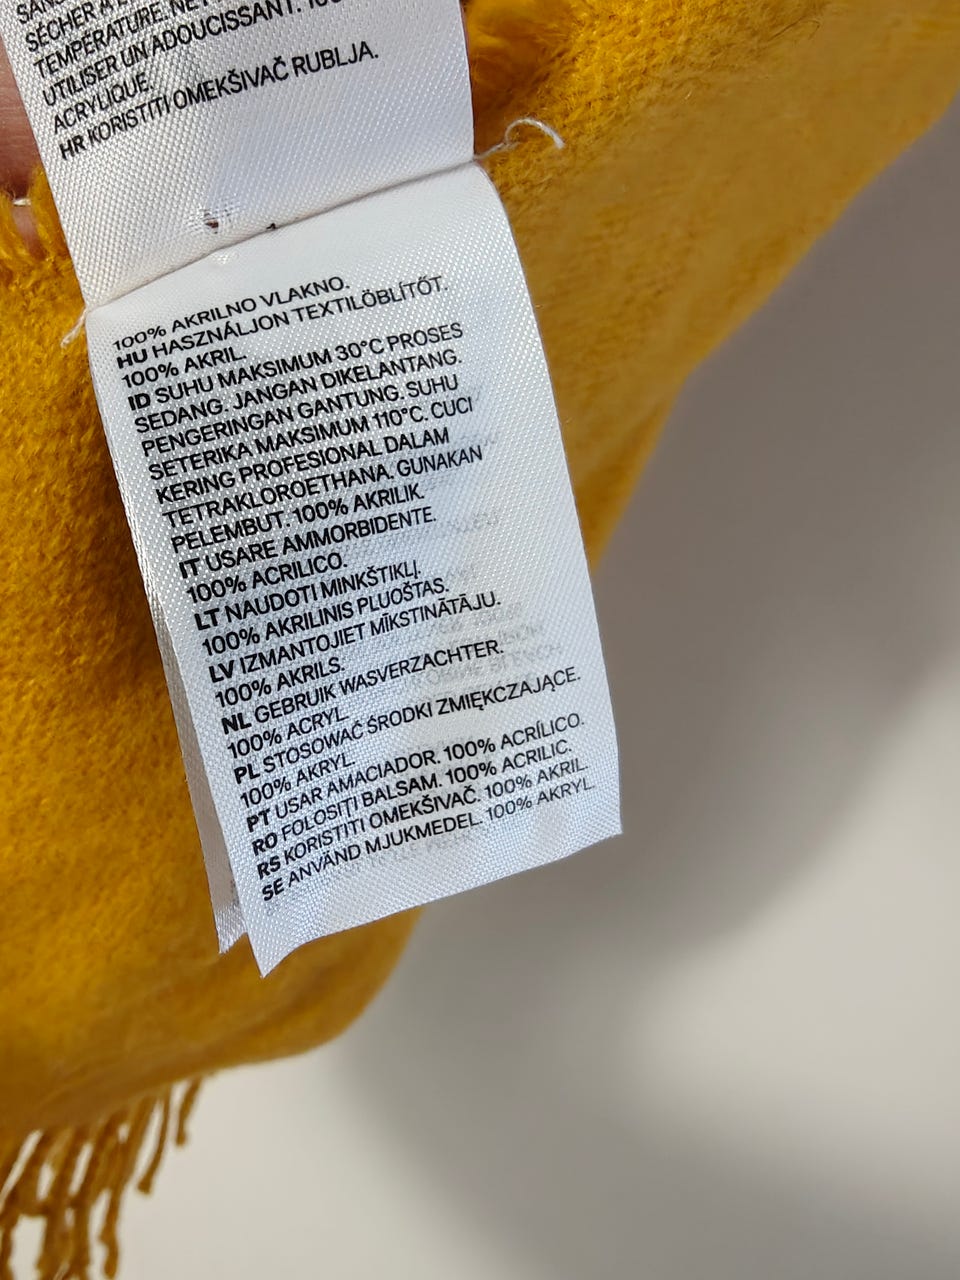 SÉCHER À
TEMPÉRATURE.
UTILISER UN ADOUCISSANT.
ACRYLIQUE.
HR KORISTITI OMEKŠIVAČ RUBLJA.
100% AKRILNO VLAKNO.
HU HASZNÁLJON TEXTILÖBLÍTŐT.
100% AKRIL.
ID SUHU MAKSIMUM 30°C PROSES
SEDANG. JANGAN DIKELANTANG.
PENGERINGAN GANTUNG. SUHU
SETERIKA MAKSIMUM 110°C. CUCI
KERING PROFESIONAL DALAM
TETRAKLOROETHANA. GUNAKAN
PELEMBUT. 100% AKRILIK.
IT USARE AMMORBIDENTE.
100% ACRILICO.
LT NAUDOTI MINKŠTIKLĮ.
100% AKRILINIS PLUOŠTAS.
LV IZMANTOJIET MĪKSTINĀTĀJU.
100% AKRILS.
NL GEBRUIK WASVERZACHTER.
100% ACRYL.
PL STOSOWAĆ ŚRODKI ZMIĘKCZAJĄCE.
100% AKRYL.
PT USAR AMACIADOR. 100% ACRÍLICO.
RO FOLOSITI BALSAM. 100% ACRILIC.
RS KORISTITI OMEKŠIVAČ. 100% AKRIL.
SE ANVÄND MJUKMEDEL. 100% AKRYL.